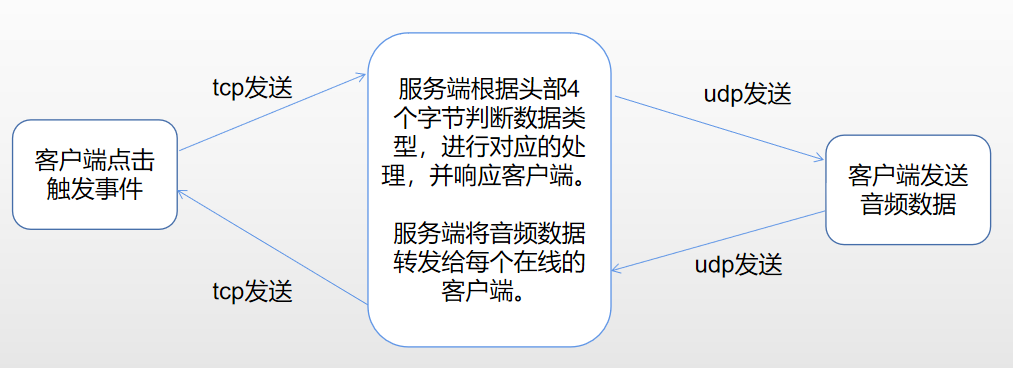 tcp发送
udp发送
客户端点击
触发事件
服务端根据头部4
个字节判断数据类
型，进行对应的处
理，并响应客户端。
服务端将音频数据
转发给每个在线的
客户端。
客户端发送
音频数据
tcp发送
udp发送